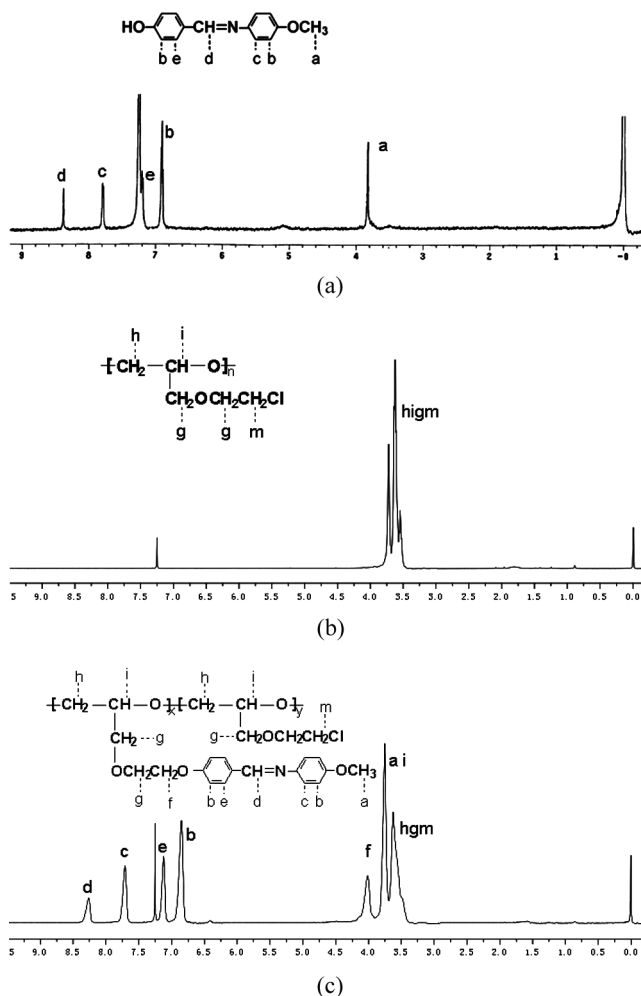 HO CH=N OCH3
b e d c b a
b
a
d c e
9 8 7 6 5 4 3 2 1 -0
(a)
h i
[CH2 CH O]n
CH2OCH2CH2Cl
g g m
higm
9.0 8.5 8.0 7.5 7.0 6.5 6.0 5.5 5.0 4.5 4.0 3.5 3.0 2.5 2.0 1.5 1.0 0.5 0.0
(b)
h i h i
[CH2 CH O]x[CH2 CH O]y
m
CH2 g g CH2OCH2CH2Cl
OCH2CH2O CH=N OCH3
g f b e d c b a
a i
b hgm
c e f
d
9.5 9.0 8.5 8.0 7.5 7.0 6.5 6.0 5.5 5.0 4.5 4.0 3.5 3.0 2.5 2.0 1.5 1.0 0.5 0.0
(c)